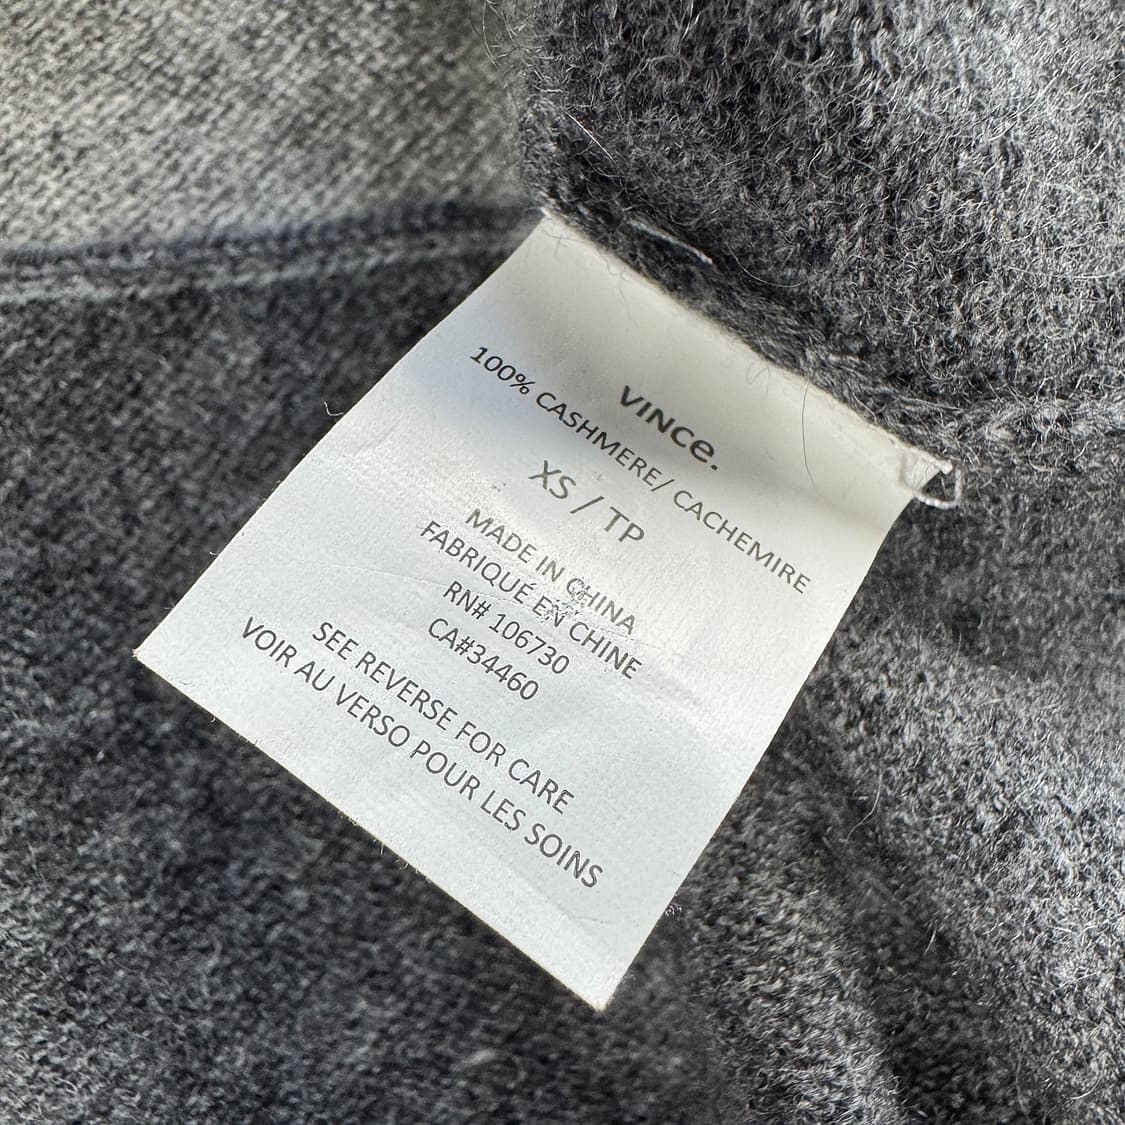 VINCE.
100% CASHMERE/ CACHEMIRE
XS / TP
MADE IN CHINA
FABRIQUÉ EN CHINE
RN# 106730
CA#34460
SEE REVERSE FOR CARE
VOIR AU VERSO POUR LES SOINS